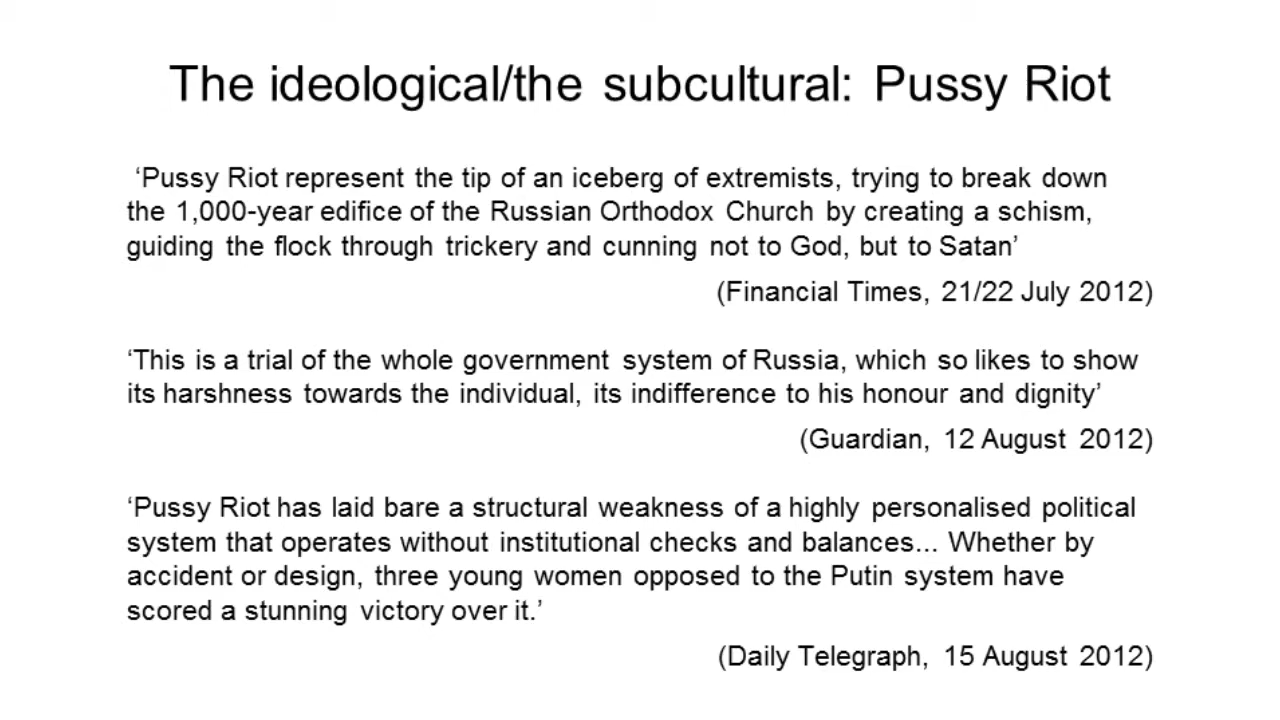 The ideological/the subcultural: Pussy Riot
‘Pussy Riot represent the tip of an iceberg of extremists, trying to break down
the 1,000-year edifice of the Russian Orthodox Church by creating a schism,
guiding the flock through trickery and cunning not to God, but to Satan’
(Financial Times, 21/22 July 2012)
‘This is a trial of the whole government system of Russia, which so likes to show
its harshness towards the individual, its indifference to his honour and dignity’
(Guardian, 12 August 2012)
‘Pussy Riot has laid bare a structural weakness of a highly personalised political
system that operates without institutional checks and balances... Whether by
accident or design, three young women opposed to the Putin system have
scored a stunning victory over it.’
(Daily Telegraph, 15 August 2012)